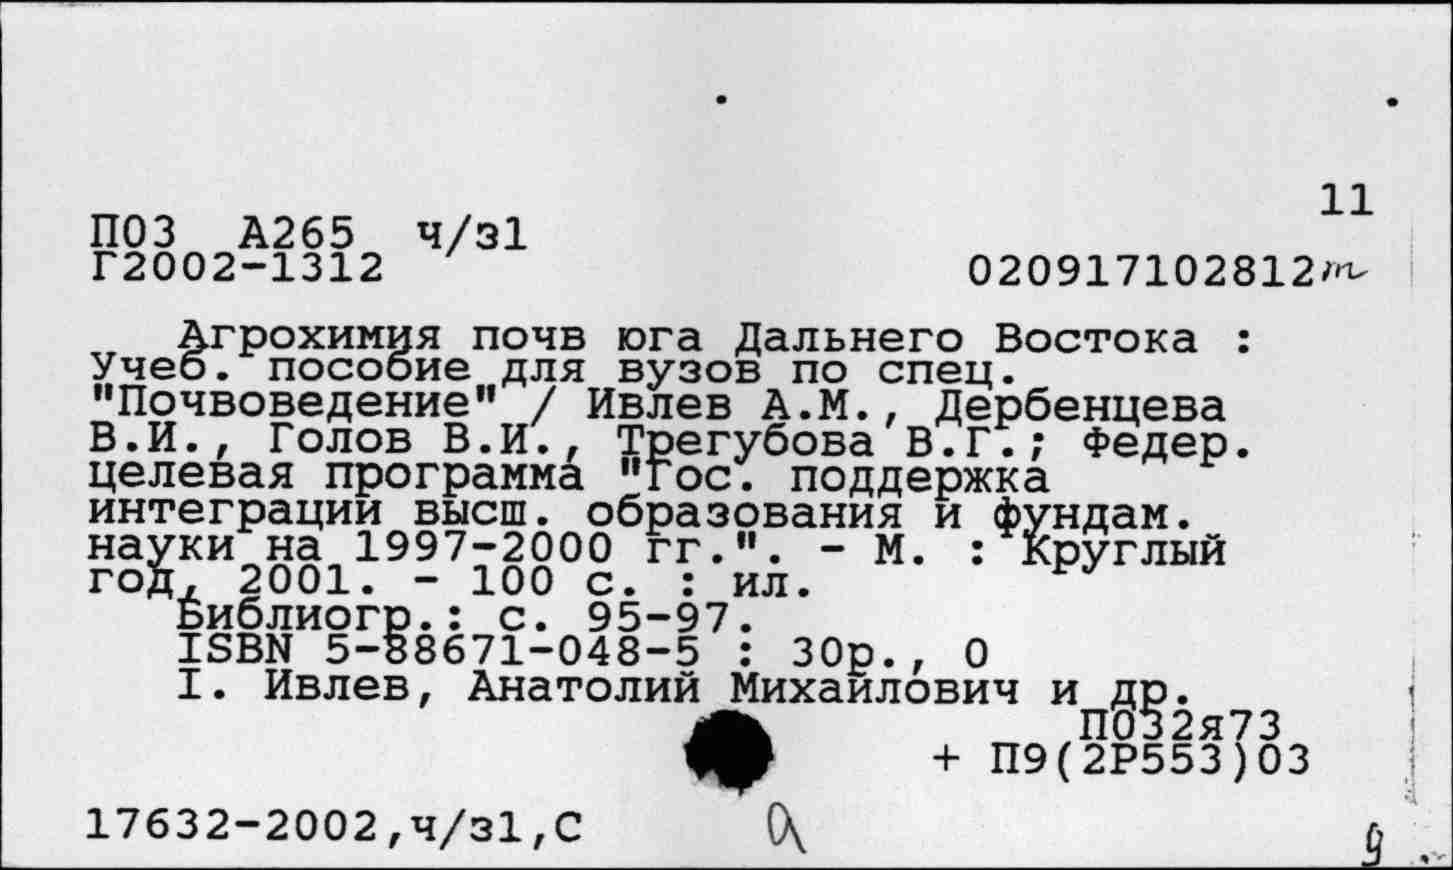 11
П03 А265 ч/з1
Г2002-1312 020917102812
Агрохимия почв юга Дальнего Востока :
Учеб. пособие для вузов по спец.
"Почвоведение" / Ивлев А.М., Дербенцева
В.И., Голов В.И., Трегубова В.Г.; Федер.
целевая программа "Гос. поддержка
интеграции высш. образования и фундам.
науки на 1997-2000 гг.". - М. : Круглый
год, 2001. - 100 с. : ил.
Библиогр.: с. 95-97.
ISBN 5-88671-048-5 : 30р., 0
I. Ивлев, Анатолий Михайлович и др.
П032я73
+ П9(2Р553)03
17632-2002,ч/з1,С